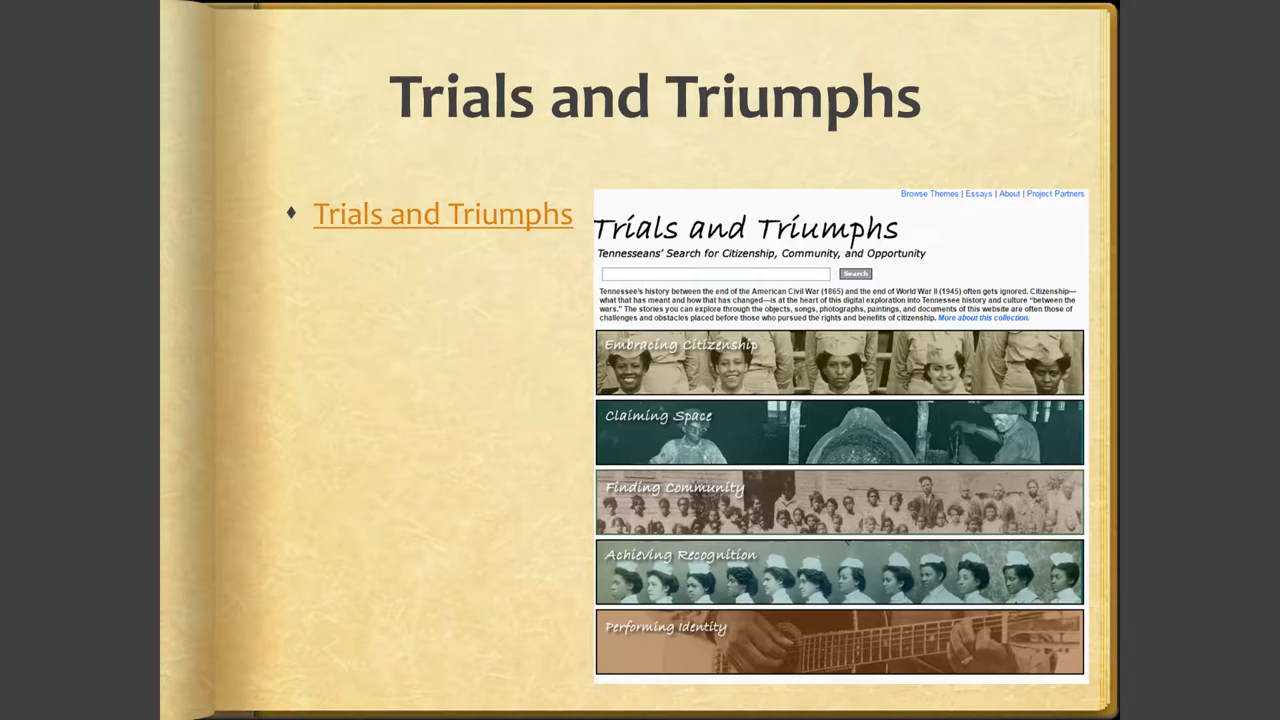 Trials and Triumphs
Trials and Triumphs
Browse Themes | Essays | About | Project Partners
Trials and Triumphs
Tennesseans' Search for Citizenship, Community, and Opportunity
Search
Tennessee's history between the end of the American Civil War (1865) and the end of World War II (1945) often gets ignored. Citizenship—
what that has meant and how that has changed—is at the heart of this digital exploration into Tennessee history and culture "between the
wars." The stories you can explore through the objects, songs, photographs, paintings, and documents of this website are often those of
challenges and obstacles placed before those who pursued the rights and benefits of citizenship. More about this collection.
Embracing Citizenship
Claiming Space
Finding Community
Achieving Recognition
Performing Identity